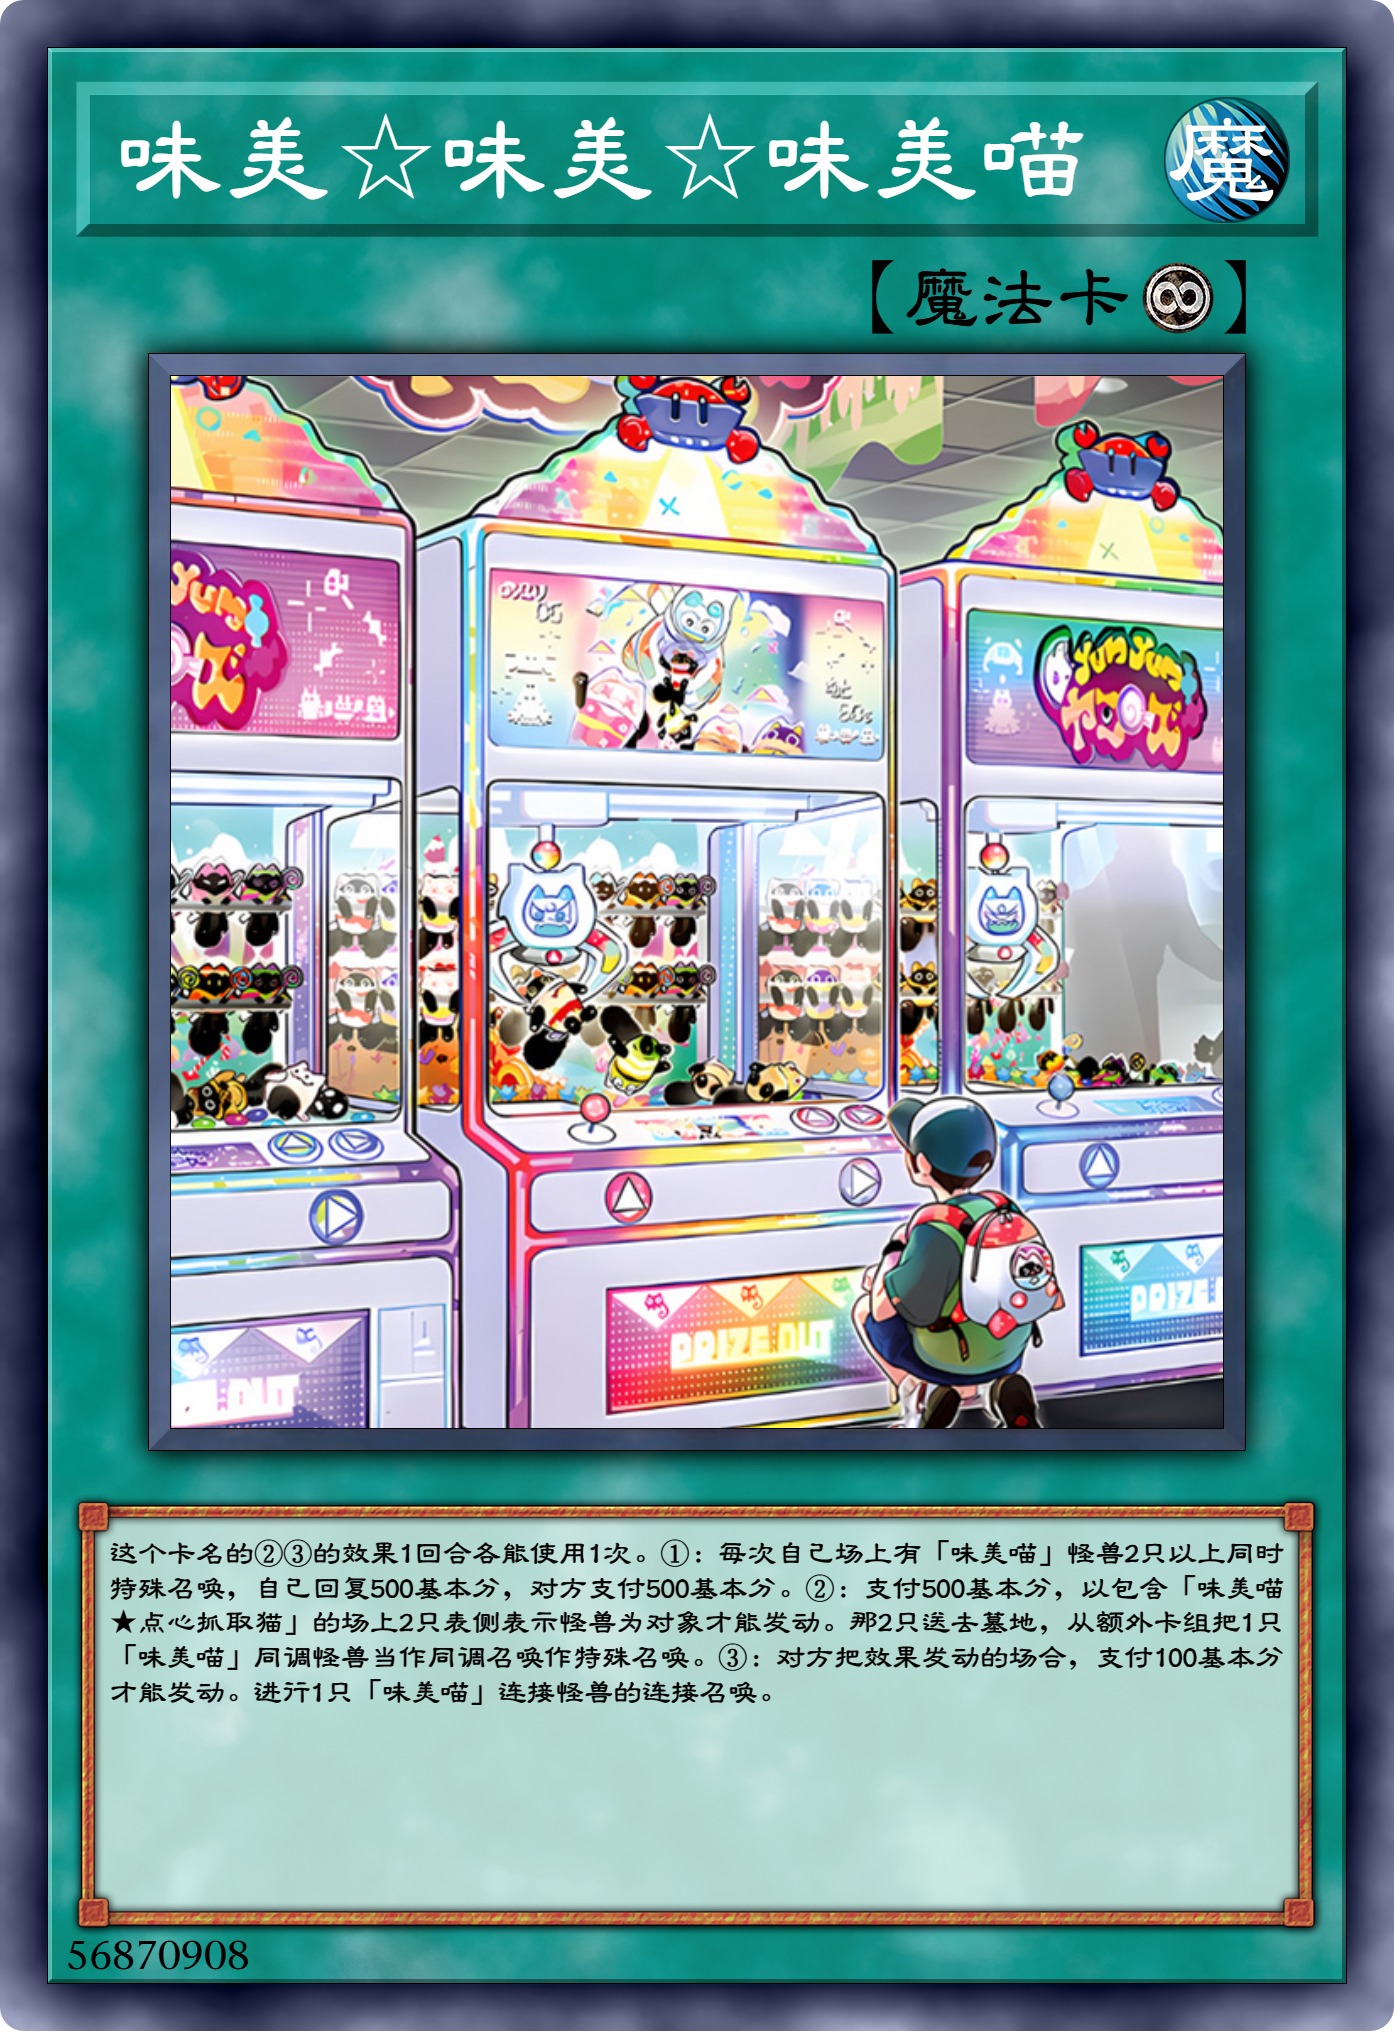 味美☆味美☆味美喵 魔
【魔法卡】
Yum
Yum Yum
PRIZE OUT
PRIZE
OUT
这个卡名的②③的效果1回合各能使用1次。①：每次自己场上有「味美喵」怪兽2只以上同时
特殊召唤，自己回复500基本分，对方支付500基本分。②：支付500基本分，以包含「味美喵
★点心抓取猫」的场上2只表侧表示怪兽为对象才能发动。那2只送去墓地，从额外卡组把1只
「味美喵」同调怪兽当作同调召唤作特殊召唤。③：对方把效果发动的场合，支付100基本分
才能发动。进行1只「味美喵」连接怪兽的连接召唤。
56870908